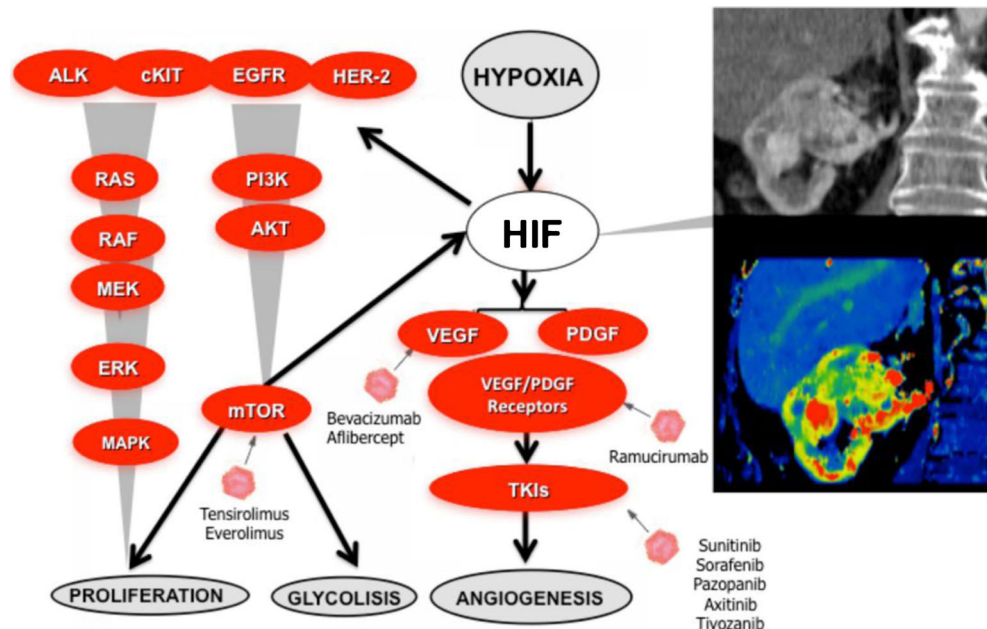 ALK
cKIT
EGFR
HER-2
HYPOXIA
RAS
PI3K
RAF
AKT
HIF
MEK
VEGF
PDGF
ERK
mTOR
VEGF/PDGF
Receptors
Bevacizumab
Aflibercept
MAPK
Ramucirumab
TKIs
Tensirolimus
Everolimus
Sunitinib
Sorafenib
Pazopanib
Axitinib
Tivozanib
PROLIFERATION
GLYCOLISIS
ANGIOGENESIS